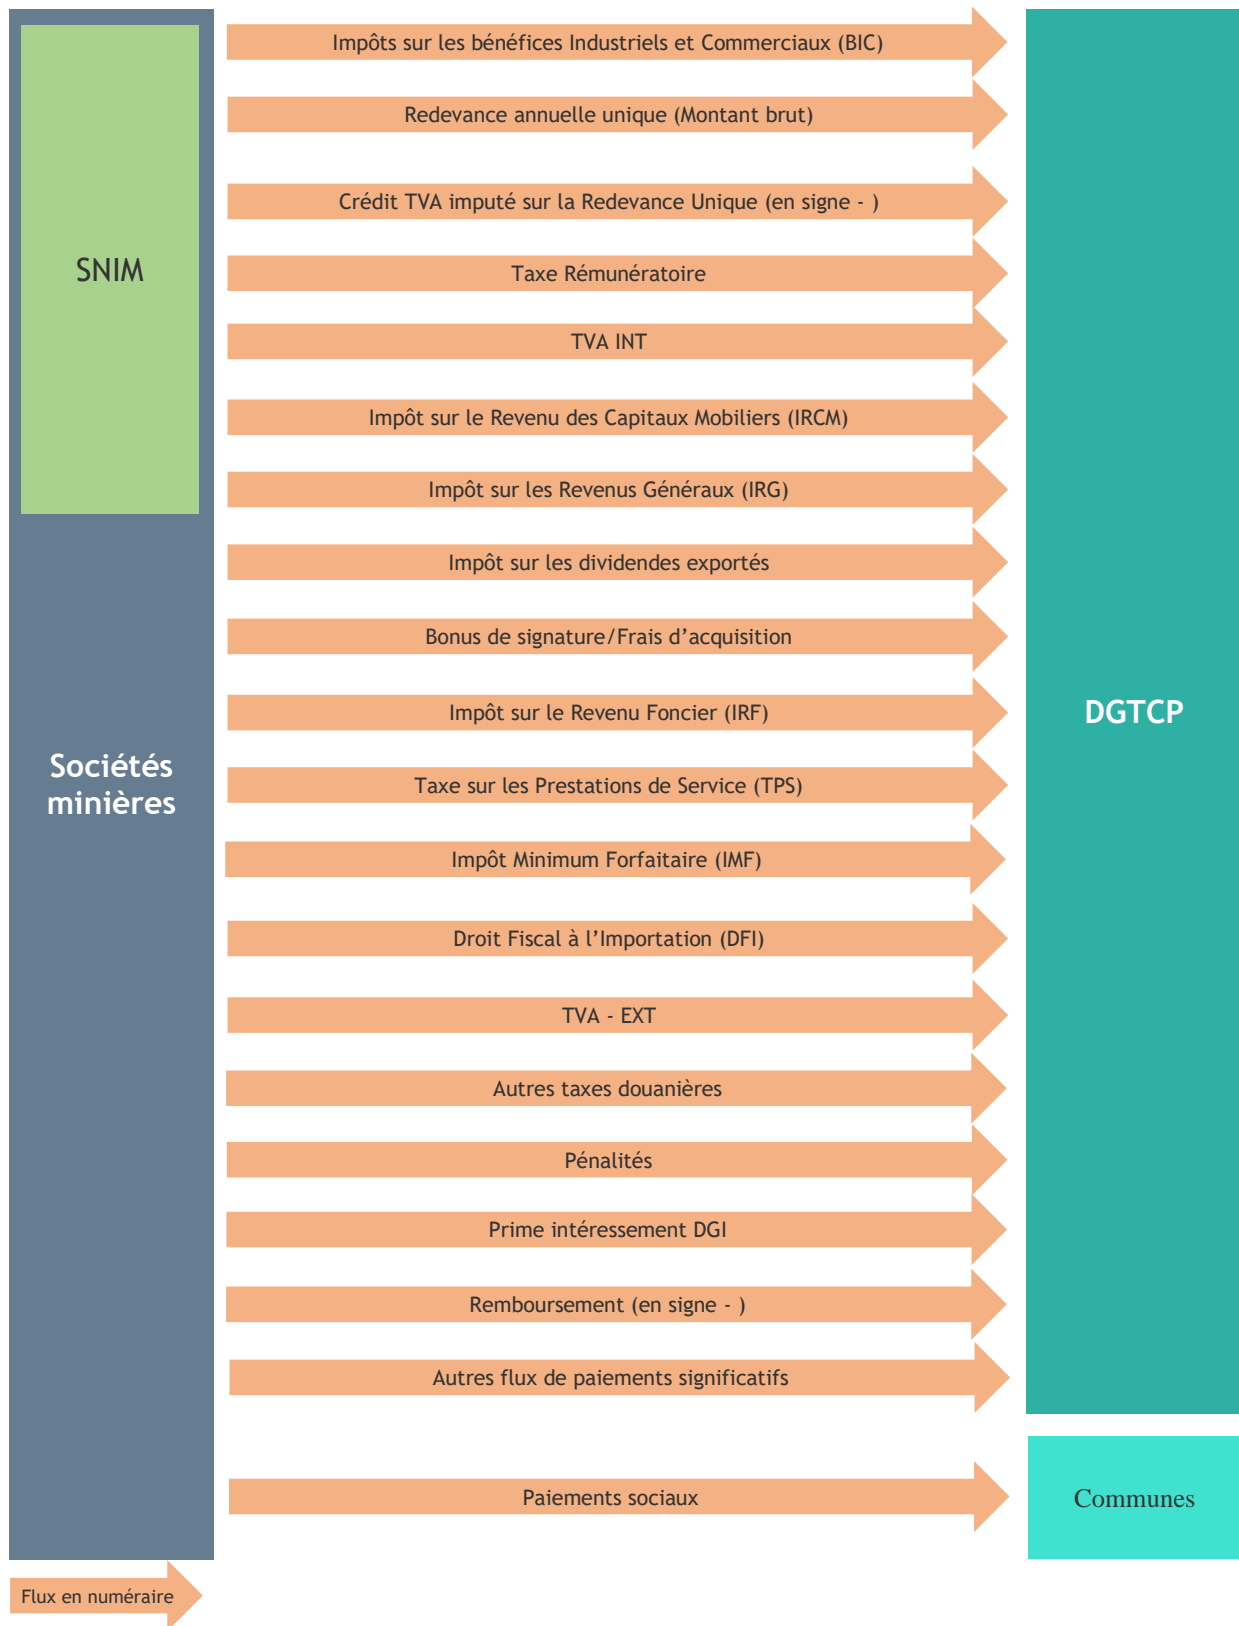 Impôts sur les bénéfices Industriels et Commerciaux (BIC)
Redevance annuelle unique (Montant brut)
Crédit TVA imputé sur la Redevance Unique (en signe - )
SNIM
Taxe Rémunératoire
TVA INT
Impôt sur le Revenu des Capitaux Mobiliers (IRCM)
Impôt sur les Revenus Généraux (IRG)
Impôt sur les dividendes exportés
Bonus de signature/Frais d’acquisition
Impôt sur le Revenu Foncier (IRF)
DGTCP
Sociétés
minières
Taxe sur les Prestations de Service (TPS)
Impôt Minimum Forfaitaire (IMF)
Droit Fiscal à l’Importation (DFI)
TVA - EXT
Autres taxes douanières
Pénalités
Prime intéressement DGI
Remboursement (en signe - )
Autres flux de paiements significatifs
Paiements sociaux
Communes
Flux en numéraire